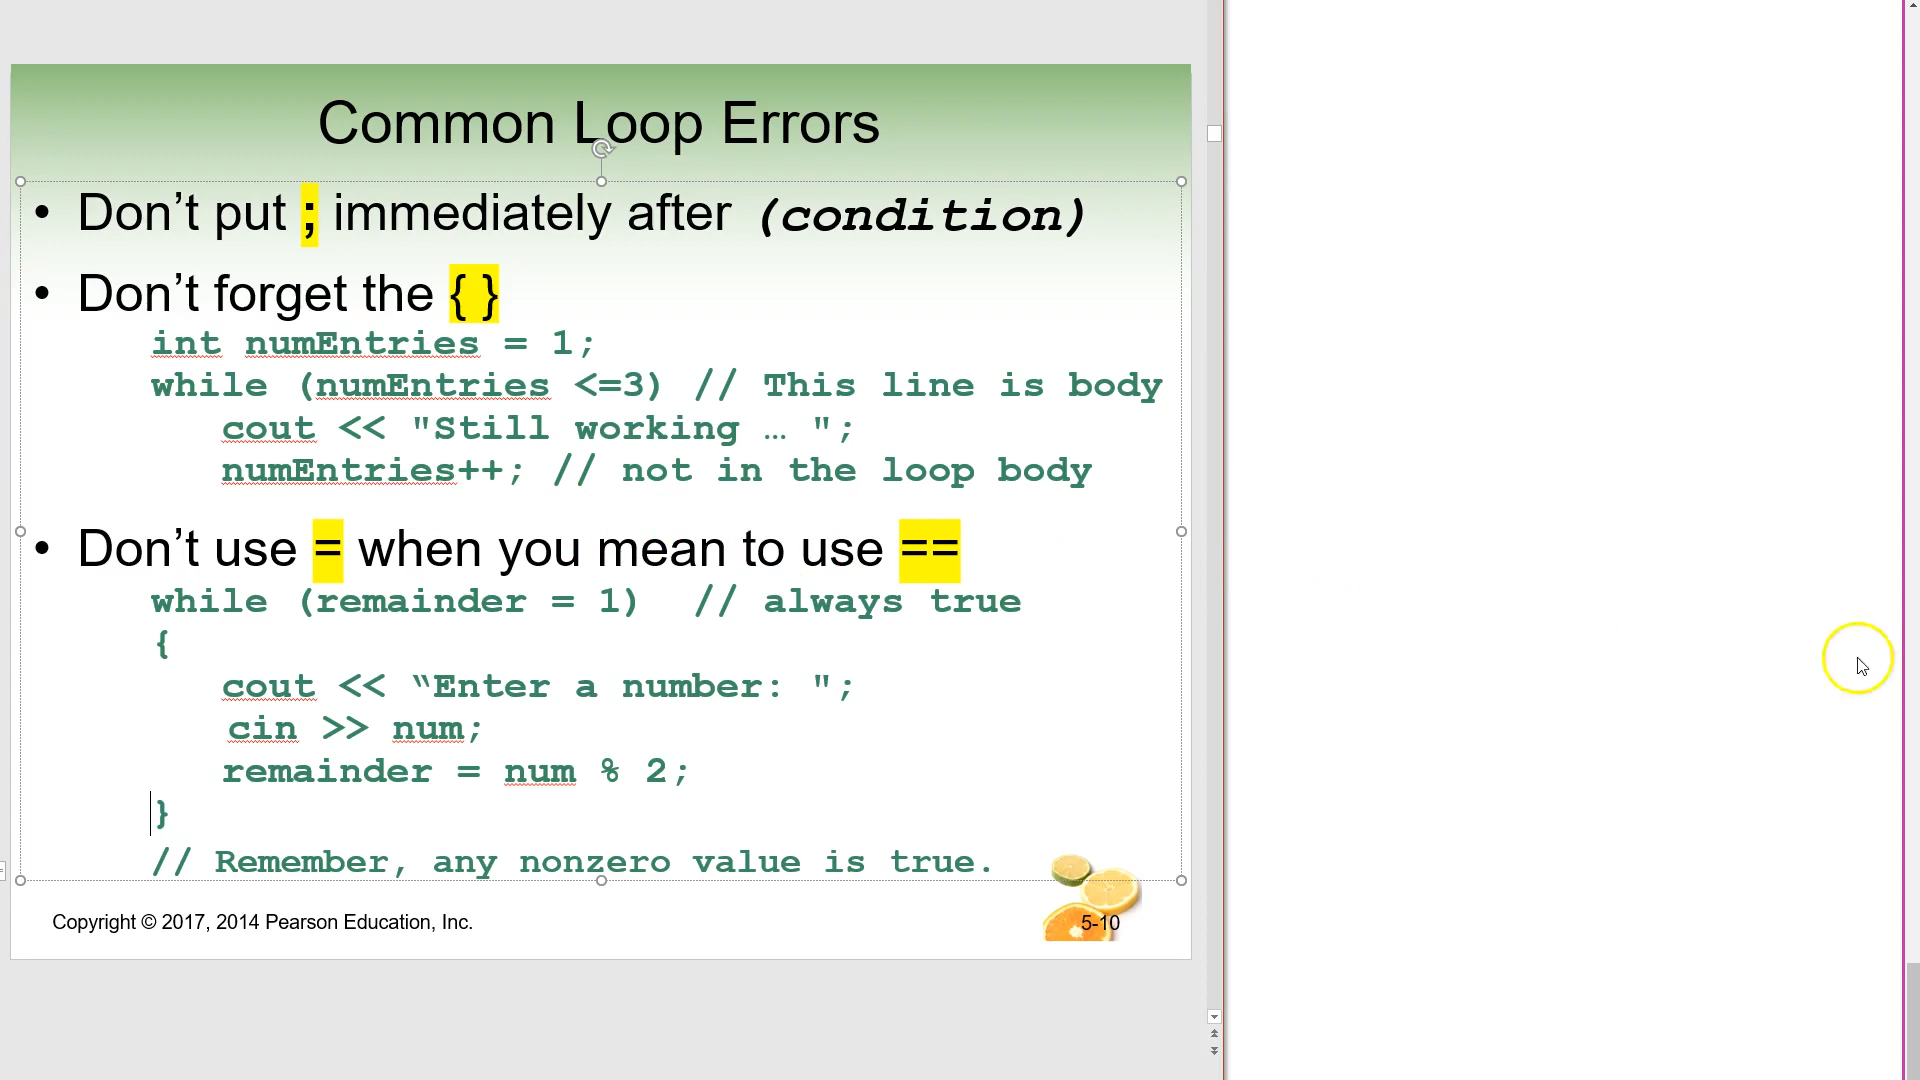 Common Loop Errors
• Don’t put ; immediately after (condition)
• Don’t forget the { }
int numEntries = 1;
while (numEntries <=3) // This line is body
cout << "Still working … ";
numEntries++; // not in the loop body
• Don’t use = when you mean to use ==
while (remainder = 1)  // always true
{
cout << “Enter a number: ";
cin >> num;
remainder = num % 2;
}
// Remember, any nonzero value is true.
Copyright © 2017, 2014 Pearson Education, Inc.
5-10